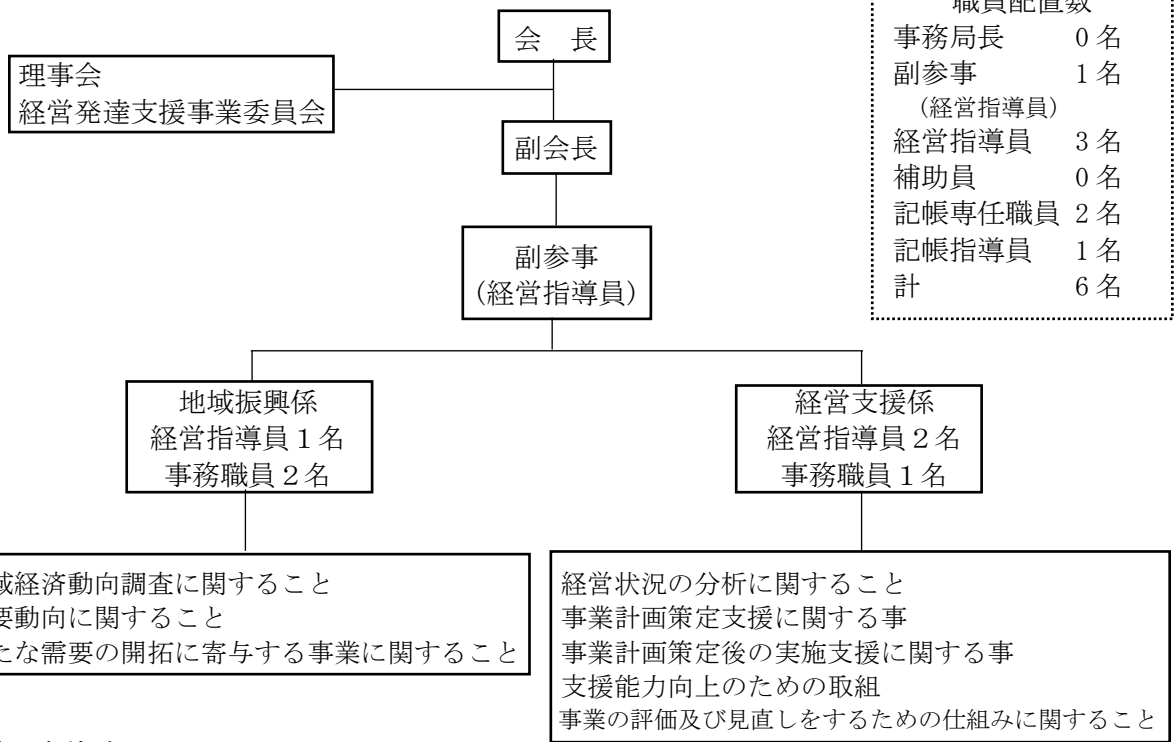 会　長
理事会
経営発達支援事業委員会
副会長
副参事
(経営指導員)
職員配置数
事務局長　0名
副参事　1名
（経営指導員）
経営指導員　3名
補助員　0名
記帳専任職員 2名
記帳指導員　1名
計　6名
地域振興係
経営指導員１名
事務職員２名
経営支援係
経営指導員２名
事務職員１名
域経済動向調査に関すること
要動向に関すること
たな需要の開拓に寄与する事業に関すること
経営状況の分析に関すること
事業計画策定支援に関する事
事業計画策定後の実施支援に関する事
支援能力向上のための取組
事業の評価及び見直しをするための仕組みに関すること